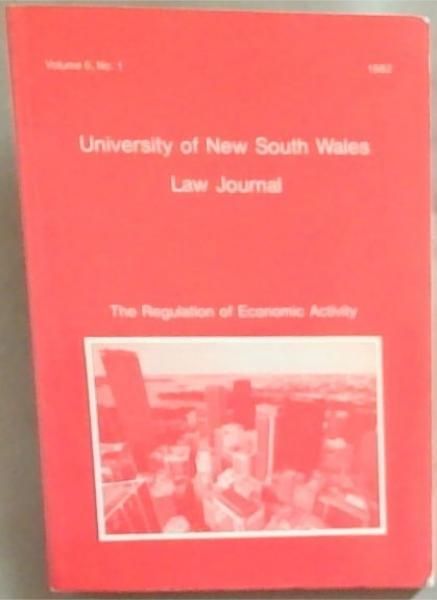 Volume 5, No. 1
1982
University of New South Wales
Law Journal
The Regulation of Economic Activity